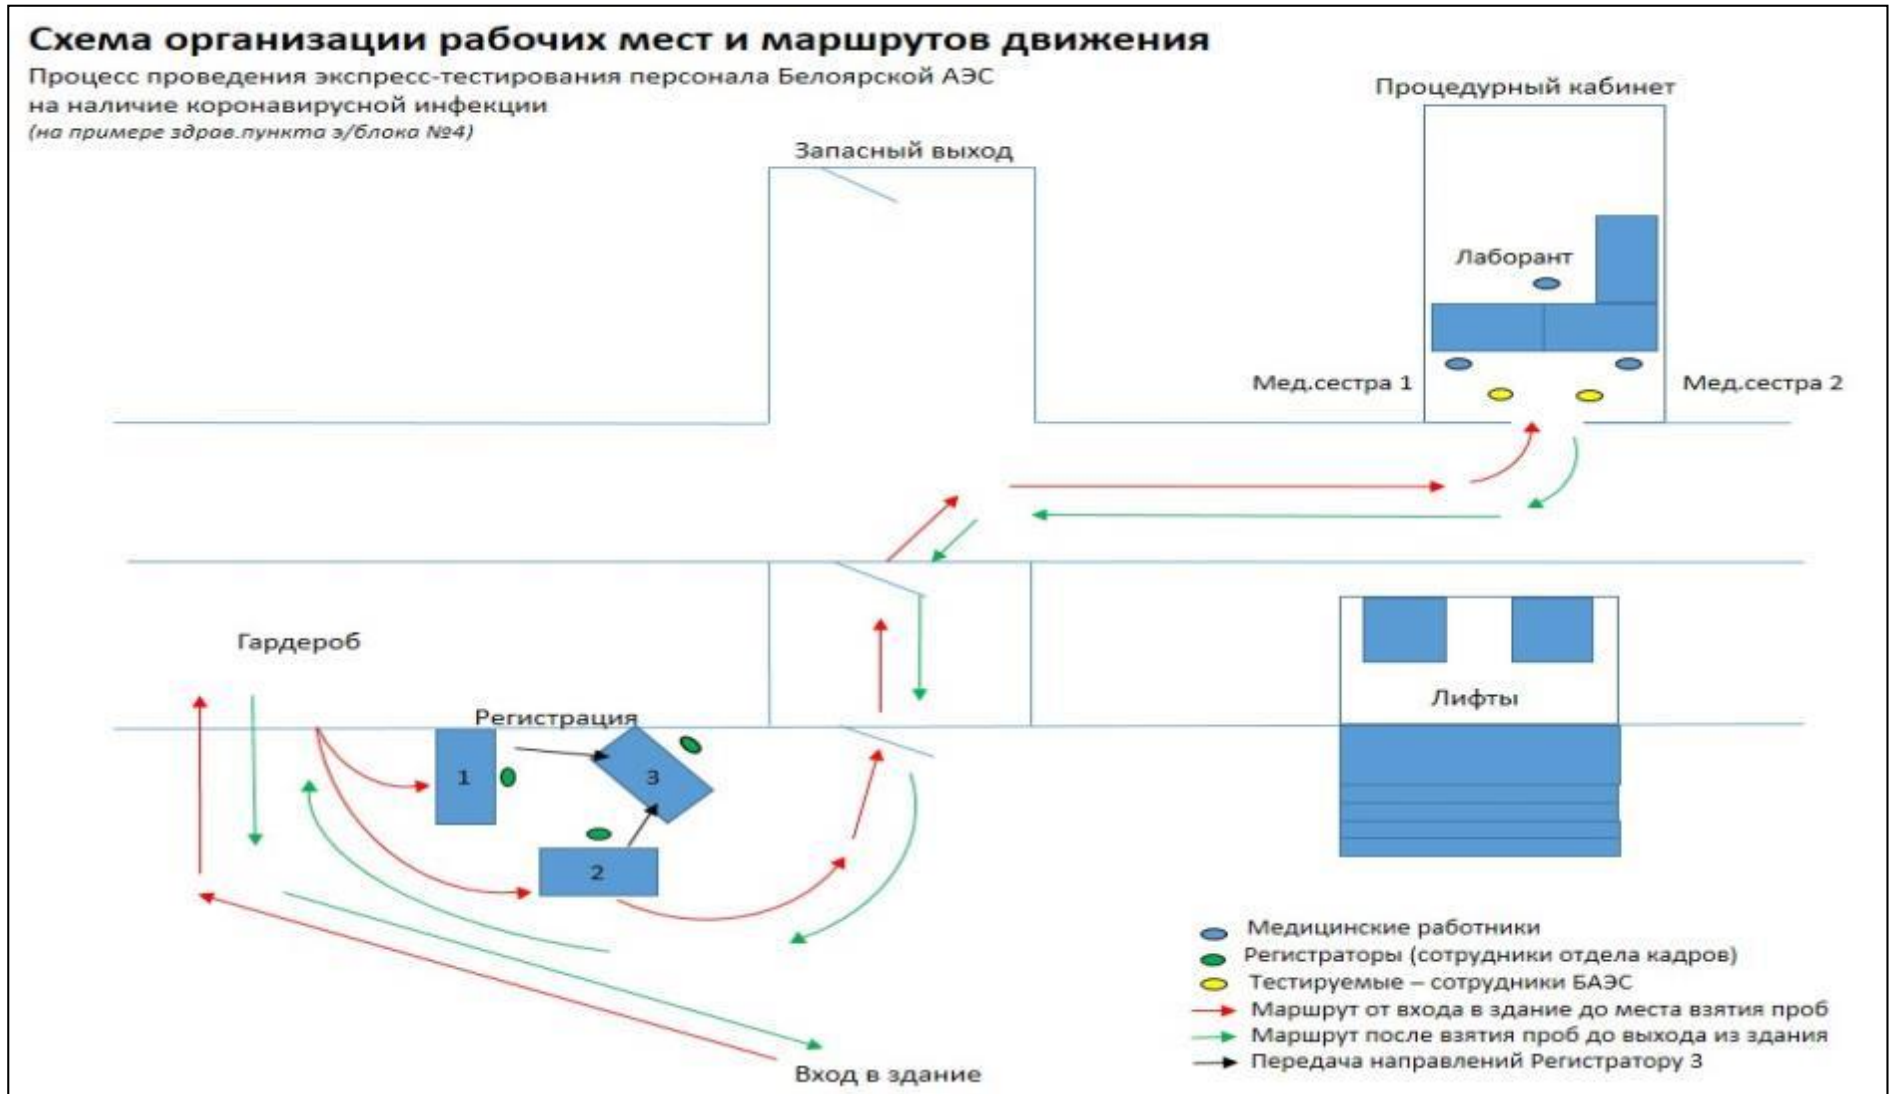 Схема организации рабочих мест и маршрутов движения
Процесс проведения экспресс-тестирования персонала Белоярской АЭС
на наличие коронавирусной инфекции
(на примере здрав.пункта э/блока №4)
Процедурный кабинет
Запасный выход
Лаборант
Мед.сестра 1
Мед.сестра 2
Гардероб
Регистрация
Лифты
1
3
2
Медицинские работники
Регистраторы (сотрудники отдела кадров)
Тестируемые – сотрудники БАЭС
Маршрут от входа в здание до места взятия проб
Маршрут после взятия проб до выхода из здания
Передача направлений Регистратору 3
Вход в здание